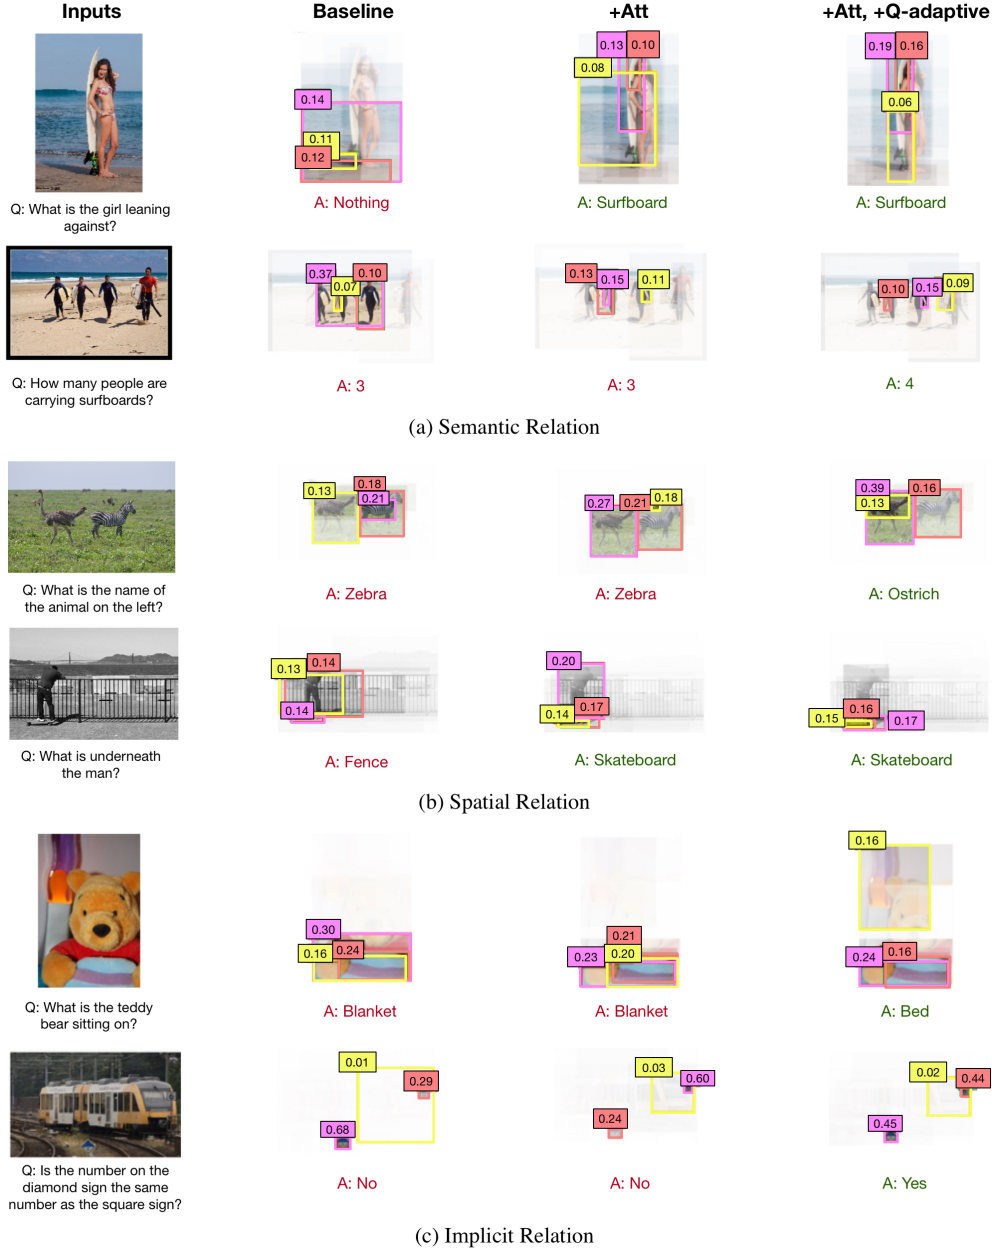 Inputs
Baseline
+Att
+Att, +Q-adaptive
0.14
0.11
0.12
0.13
0.10
0.08
0.19
0.16
0.06
Q: What is the girl leaning
against?
A: Nothing
A: Surfboard
A: Surfboard
0.37
0.10
0.07
0.13
0.15
0.11
0.10
0.15
0.09
Q: How many people are
carrying surfboards?
A: 3
A: 3
A: 4
(a) Semantic Relation
0.13
0.18
0.21
0.27
0.21
0.18
0.39
0.16
0.13
Q: What is the name of
the animal on the left?
A: Zebra
A: Zebra
A: Ostrich
0.13
0.14
0.14
0.20
0.14
0.17
0.15
0.16
0.17
Q: What is underneath
the man?
A: Fence
A: Skateboard
A: Skateboard
(b) Spatial Relation
0.30
0.16
0.24
0.21
0.23
0.20
0.16
0.24
0.16
Q: What is the teddy
bear sitting on?
A: Blanket
A: Blanket
A: Bed
0.01
0.29
0.68
0.03
0.60
0.24
0.02
0.44
0.45
Q: Is the number on the
diamond sign the same
number as the square sign?
A: No
A: No
A: Yes
(c) Implicit Relation